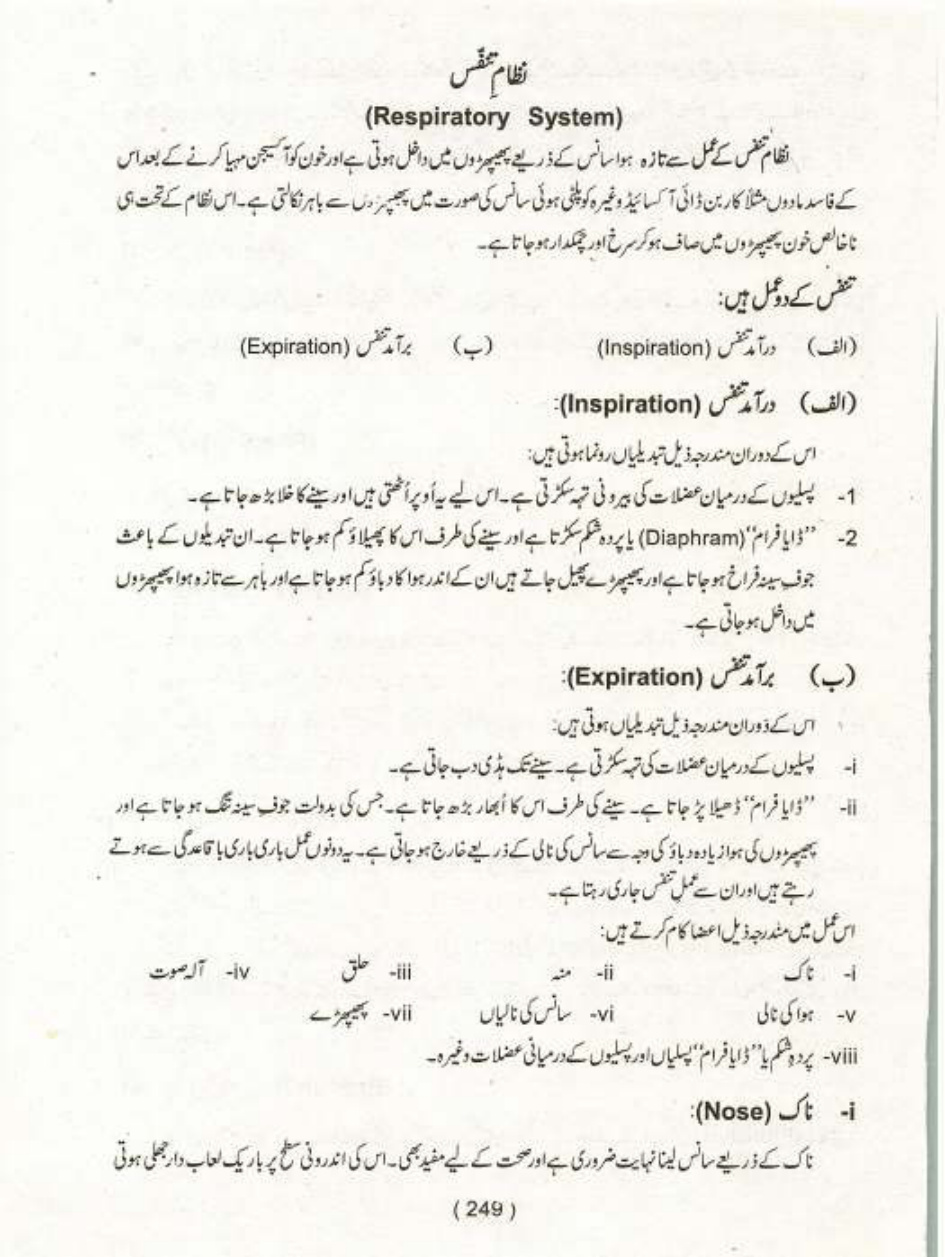 نظامِ تنفّس
(Respiratory System)
نظام تنفس کے عمل سے تازہ ہوا سانس کے ذریعے پھیپھڑوں میں داخل ہوتی ہے اور خون کو آکسیجن مہیا کرنے کے بعد اس
کے فاسد مادوں مثلاً کاربن ڈائی آکسائیڈ وغیرہ کو پلٹی ہوئی سانس کی صورت میں پھیپھڑوں سے باہر نکالتی ہے۔ اس نظام کے تحت ہی
ناخالص خون پھیپھڑوں میں صاف ہو کر سرخ اور چمکدار ہو جاتا ہے۔
تنفس کے دو عمل ہیں:
(الف) درآمد تنفس (Inspiration) (ب) برآمد تنفس (Expiration)
(الف) درآمد تنفس (Inspiration):
اس کے دوران مندرجہ ذیل تبدیلیاں رونما ہوتی ہیں:
1- پسلیوں کے درمیان عضلات کی بیرونی تہہ سکڑتی ہے۔ اس لیے یہ اُوپر اُٹھتی ہیں اور سینے کا خلا بڑھ جاتا ہے۔
2- ”ڈایا فرام“ (Diaphram) یا پردہ شکم سکڑتا ہے اور سینے کی طرف اس کا پھیلاؤ کم ہو جاتا ہے۔ ان تبدیلوں کے باعث
جوفِ سینہ فراخ ہو جاتا ہے اور پھیپھڑے پھیل جاتے ہیں ان کے اندر ہوا کا دباؤ کم ہو جاتا ہے اور باہر سے تازہ ہوا پھیپھڑوں
میں داخل ہو جاتی ہے۔
(ب) برآمد تنفس (Expiration):
اس کے دوران مندرجہ ذیل تبدیلیاں ہوتی ہیں:
i- پسلیوں کے درمیان عضلات کی تہہ سکڑتی ہے۔ سینے تک ہڈی دب جاتی ہے۔
ii- ”ڈایا فرام“ ڈھیلا پڑ جاتا ہے۔ سینے کی طرف اس کا اُبھار بڑھ جاتا ہے۔ جس کی بدولت جوفِ سینہ تنگ ہو جاتا ہے اور
پھیپھڑوں کی ہوا زیادہ دباؤ کی وجہ سے سانس کی نالی کے ذریعے خارج ہو جاتی ہے۔ یہ دونوں عمل باری باری باقاعدگی سے ہوتے
رہتے ہیں اور ان سے عملِ تنفس جاری رہتا ہے۔
اس عمل میں مندرجہ ذیل اعضا کام کرتے ہیں:
i- ناک ii- منہ iii- حلق iv- آلہ صوت
v- ہوا کی نالی vi- سانس کی نالیاں vii- پھیپھڑے
viii- پردہِ شکم یا ”ڈایا فرام“ پسلیاں اور پسلیوں کے درمیانی عضلات وغیرہ۔
i- ناک (Nose):
ناک کے ذریعے سانس لینا نہایت ضروری ہے اور صحت کے لیے مفید بھی۔ اس کی اندرونی سطح پر باریک لعاب دار جھلی ہوتی
(249)